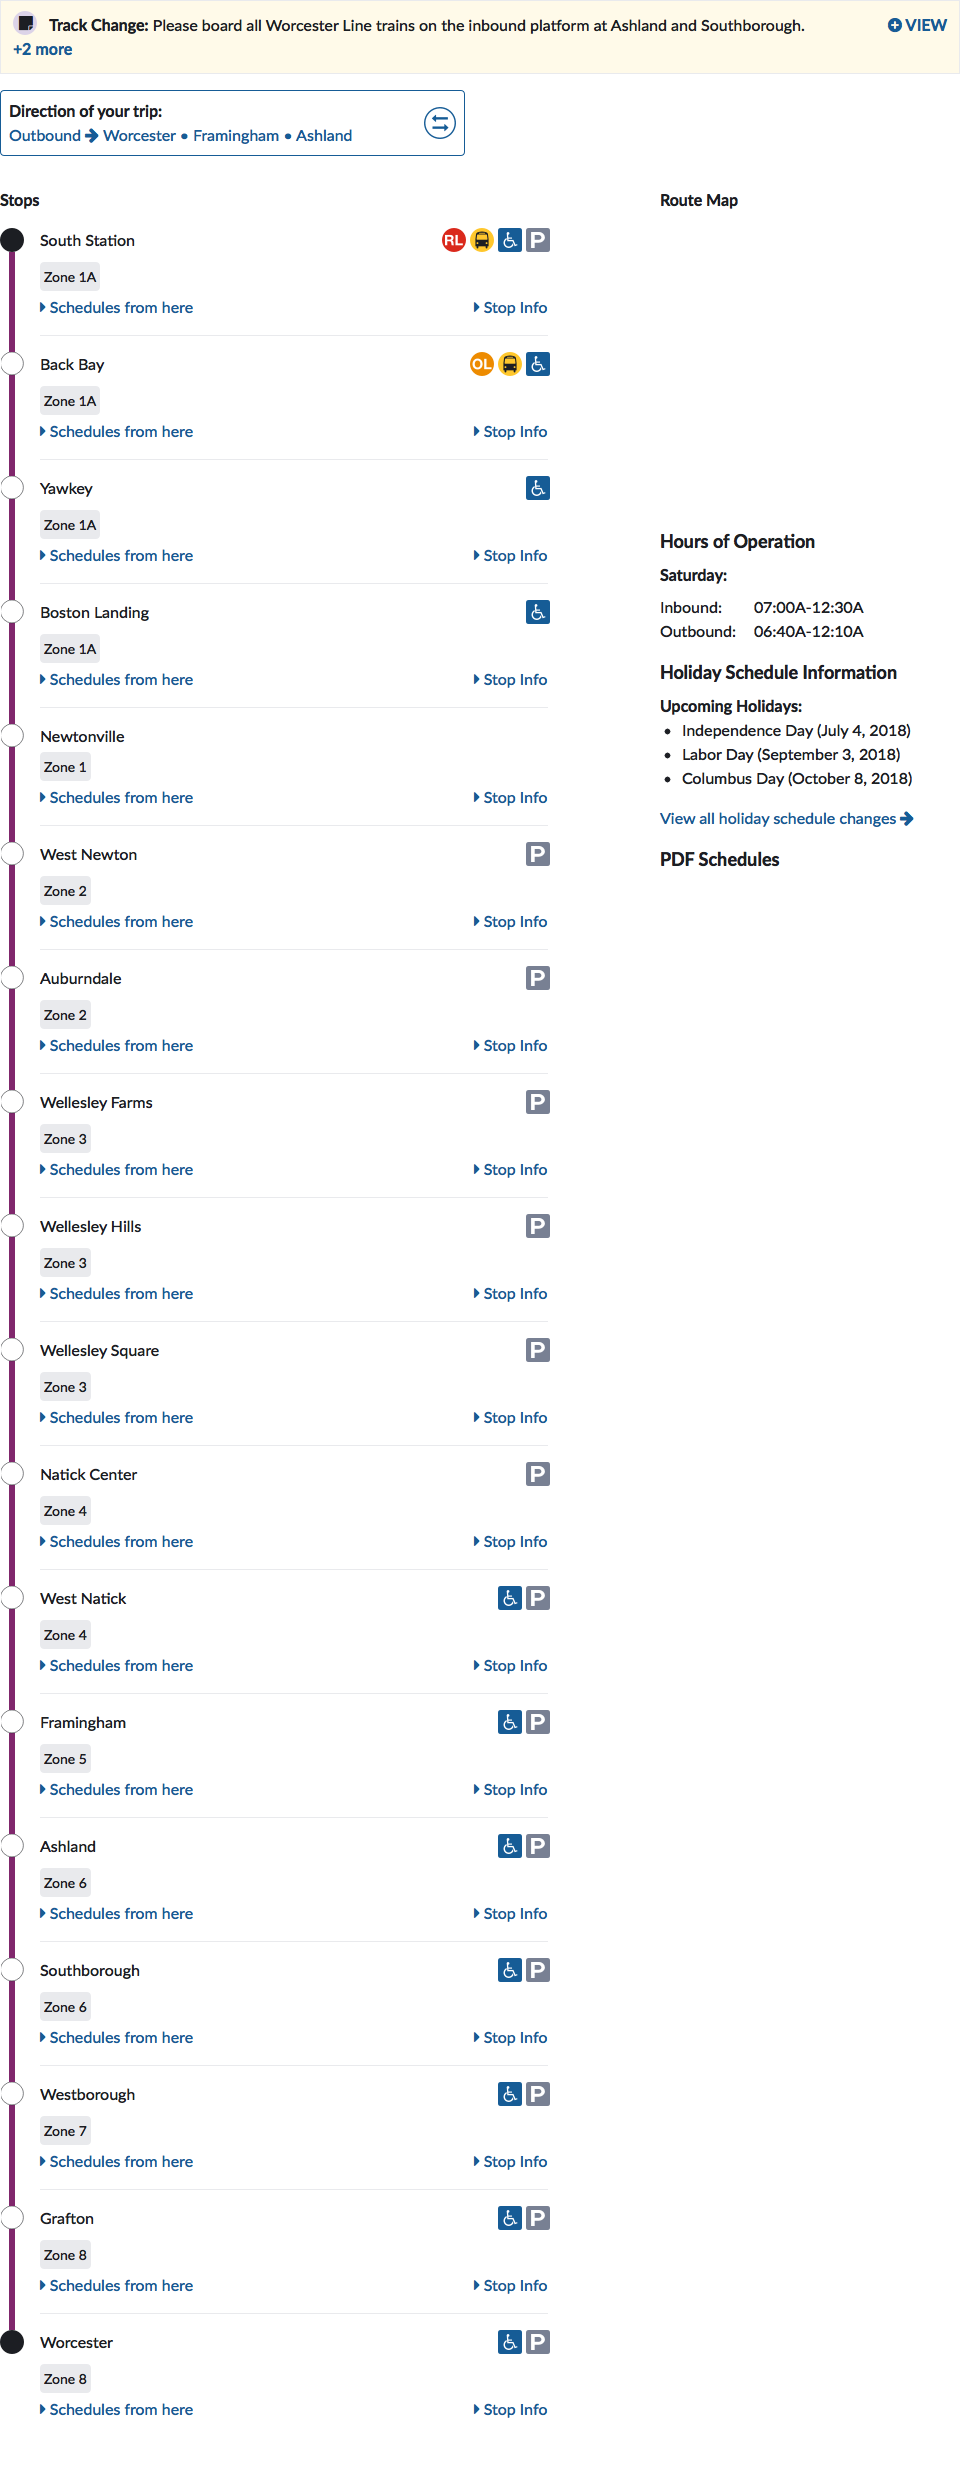 Track Change: Please board all Worcester Line trains on the inbound platform at Ashland and Southborough.
VIEW
+2 more
Direction of your trip:
Outbound → Worcester • Framingham • Ashland
Stops
South Station
RL
P
Zone 1A
Schedules from here
Stop Info
Back Bay
OL
Zone 1A
Schedules from here
Stop Info
Yawkey
Zone 1A
Schedules from here
Stop Info
Boston Landing
Zone 1A
Schedules from here
Stop Info
Newtonville
Zone 1
Schedules from here
Stop Info
West Newton
P
Zone 2
Schedules from here
Stop Info
Auburndale
P
Zone 2
Schedules from here
Stop Info
Wellesley Farms
P
Zone 3
Schedules from here
Stop Info
Wellesley Hills
P
Zone 3
Schedules from here
Stop Info
Wellesley Square
P
Zone 3
Schedules from here
Stop Info
Natick Center
P
Zone 4
Schedules from here
Stop Info
West Natick
P
Zone 4
Schedules from here
Stop Info
Framingham
P
Zone 5
Schedules from here
Stop Info
Ashland
P
Zone 6
Schedules from here
Stop Info
Southborough
P
Zone 6
Schedules from here
Stop Info
Westborough
P
Zone 7
Schedules from here
Stop Info
Grafton
P
Zone 8
Schedules from here
Stop Info
Worcester
P
Zone 8
Schedules from here
Stop Info
Route Map
Hours of Operation
Saturday:
Inbound: 07:00A-12:30A
Outbound: 06:40A-12:10A
Holiday Schedule Information
Upcoming Holidays:
• Independence Day (July 4, 2018)
• Labor Day (September 3, 2018)
• Columbus Day (October 8, 2018)
View all holiday schedule changes →
PDF Schedules